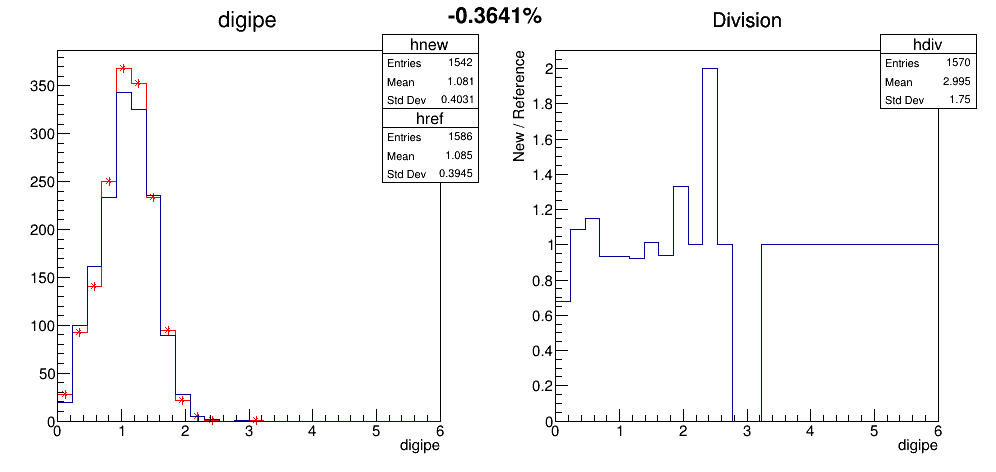 -0.3641%
digipe
hnew
Entries 1542
Mean 1.081
Std Dev 0.4031
href
Entries 1586
Mean 1.085
Std Dev 0.3945
350
300
250
200
150
100
50
0
0 1 2 3 4 5 6
digipe
Division
hdiv
Entries 1570
Mean 2.995
Std Dev 1.75
New / Reference
2
1.8
1.6
1.4
1.2
1
0.8
0.6
0.4
0.2
0
0 1 2 3 4 5 6
digipe